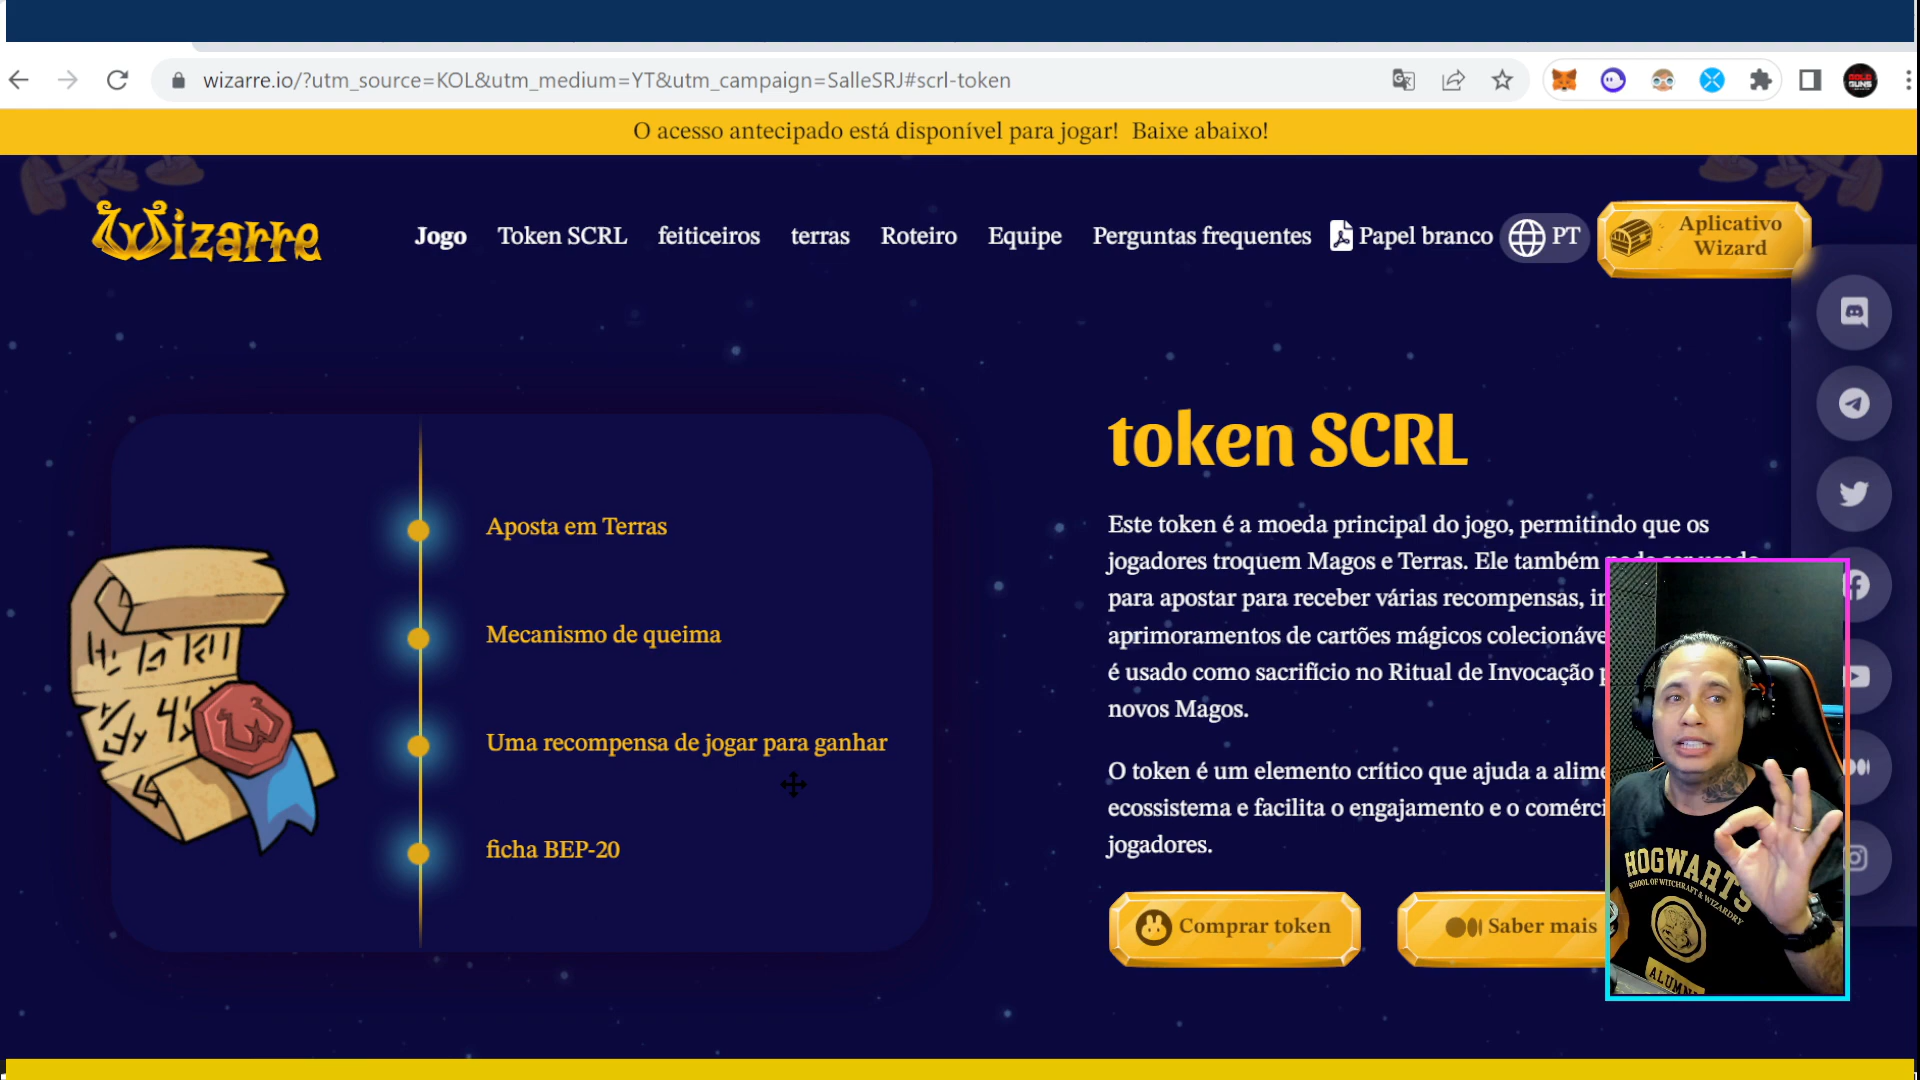 wizarre.io/?utm_source=KOL&utm_medium=YT&utm_campaign=SalleSRJ#scrl-token
O acesso antecipado está disponível para jogar! Baixe abaixo!
Wizarre
Jogo
Token SCRL
feiticeiros
terras
Roteiro
Equipe
Perguntas frequentes
Papel branco
PT
Aplicativo
Wizard
Aposta em Terras
Mecanismo de queima
Uma recompensa de jogar para ganhar
ficha BEP-20
token SCRL
Este token é a moeda principal do jogo, permitindo que os
jogadores troquem Magos e Terras. Ele também
para apostar para receber várias recompensas,
aprimoramentos de cartões mágicos
é usado como sacrifício no Ritual de Invocação
novos Magos.
O token é um elemento crítico que ajuda a
ecossistema e facilita o engajamento e o
jogadores.
Comprar token
Saber mais
HOGWARTS
SCHOOL OF WITCHCRAFT & WIZARDRY